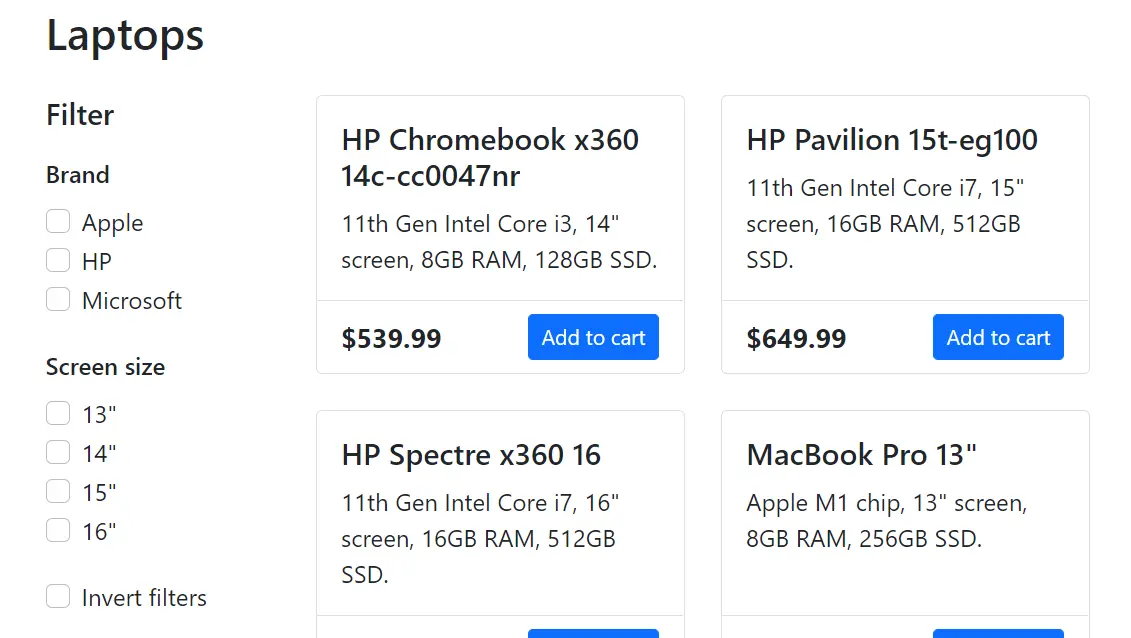 Laptops
Filter
Brand
Apple
HP
Microsoft
Screen size
13"
14"
15"
16"
Invert filters
HP Chromebook x360
14c-cc0047nr
11th Gen Intel Core i3, 14"
screen, 8GB RAM, 128GB SSD.
$539.99
Add to cart
HP Pavilion 15t-eg100
11th Gen Intel Core i7, 15"
screen, 16GB RAM, 512GB
SSD.
$649.99
Add to cart
HP Spectre x360 16
11th Gen Intel Core i7, 16"
screen, 16GB RAM, 512GB
SSD.
MacBook Pro 13"
Apple M1 chip, 13" screen,
8GB RAM, 256GB SSD.